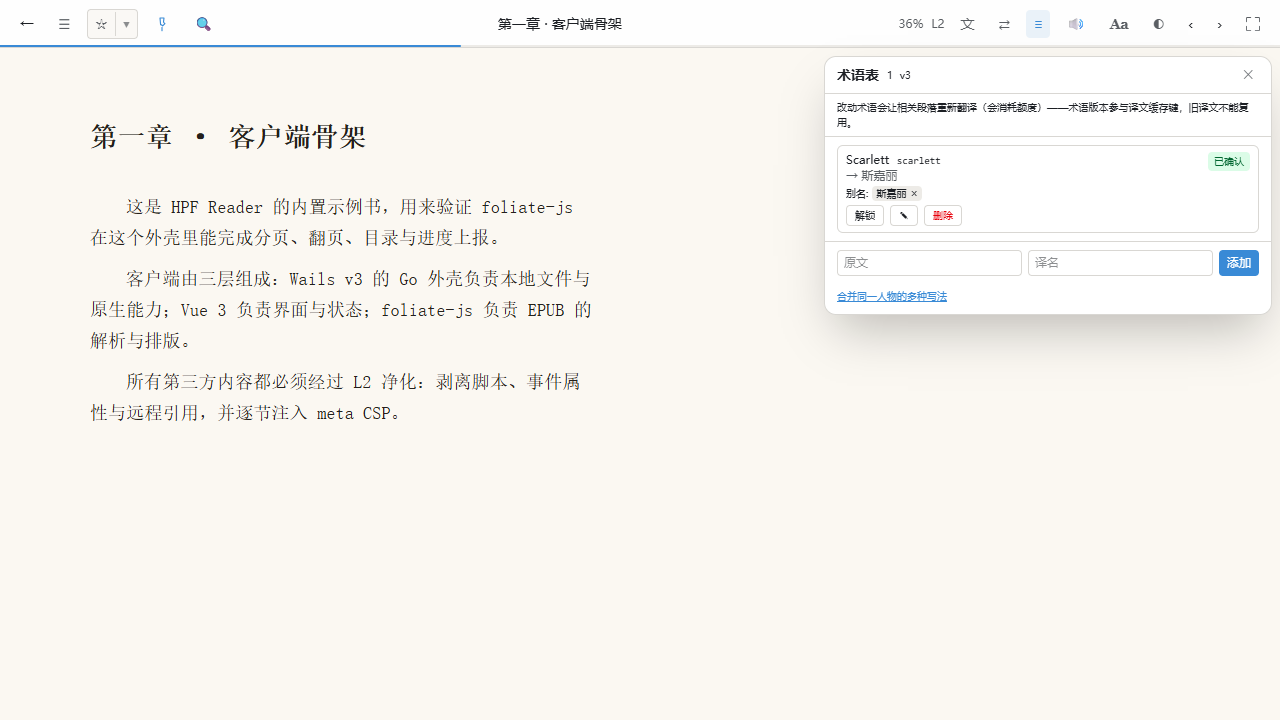 第一章 · 客户端骨架
36% L2 文 Aa
术语表 1 v3
改动术语会让相关段落重新翻译（会消耗额度）——术语版本参与译文缓存键，旧译文不能复
用。
Scarlett scarlett 已确认
→ 斯嘉丽
别名: 斯嘉丽 ×
解锁 删除
原文 译名 添加
合并同一人物的多种写法
第一章 · 客户端骨架
这是 HPF Reader 的内置示例书，用来验证 foliate-js
在这个外壳里能完成分页、翻页、目录与进度上报。
客户端由三层组成：Wails v3 的 Go 外壳负责本地文件与
原生能力；Vue 3 负责界面与状态；foliate-js 负责 EPUB 的
解析与排版。
所有第三方内容都必须经过 L2 净化：剥离脚本、事件属
性与远程引用，并逐节注入 meta CSP。